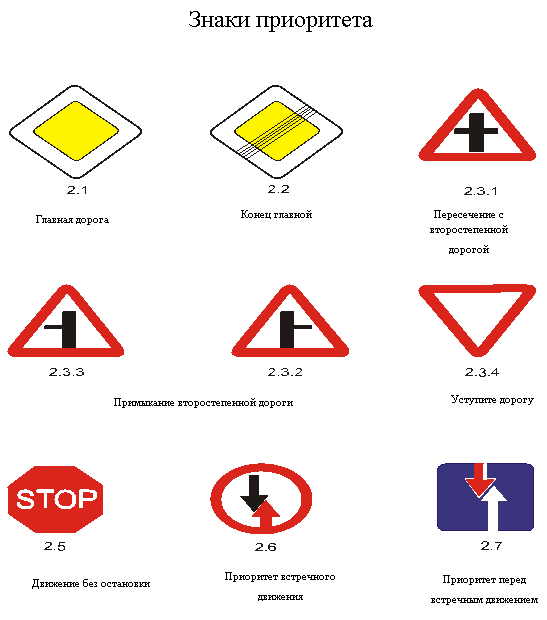 Знаки приоритета
2.1
2.2
2.3.1
Главная дорога
Конец главной
Пересечение с
второстепенной
дорогой
2.3.3
2.3.2
2.3.4
Примыкание второстепенной дороги
Уступите дорогу
STOP
2.5
2.6
2.7
Движение без остановки
Приоритет встречного
движения
Приоритет перед
встречным движением